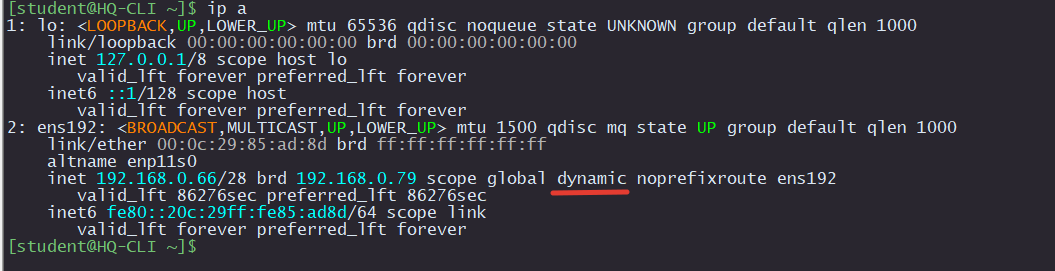 [student@HQ-CLI ~]$ ip a
1: lo: <LOOPBACK,UP,LOWER_UP> mtu 65536 qdisc noqueue state UNKNOWN group default qlen 1000
    link/loopback 00:00:00:00:00:00 brd 00:00:00:00:00:00
    inet 127.0.0.1/8 scope host lo
       valid_lft forever preferred_lft forever
    inet6 ::1/128 scope host
       valid_lft forever preferred_lft forever
2: ens192: <BROADCAST,MULTICAST,UP,LOWER_UP> mtu 1500 qdisc mq state UP group default qlen 1000
    link/ether 00:0c:29:85:ad:8d brd ff:ff:ff:ff:ff:ff
    altname enp11s0
    inet 192.168.0.66/28 brd 192.168.0.79 scope global dynamic noprefixroute ens192
       valid_lft 86276sec preferred_lft 86276sec
    inet6 fe80::20c:29ff:fe85:ad8d/64 scope link
       valid_lft forever preferred_lft forever
[student@HQ-CLI ~]$